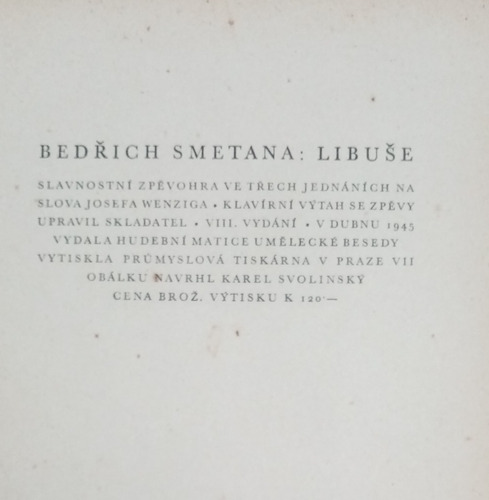 BEDŘICH SMETANA: LIBUŠE
SLAVNOSTNÍ ZPĚVOHRA VE TŘECH JEDNÁNÍCH NA
SLOVA JOSEFA WENZIGA • KLAVÍRNÍ VÝTAH SE ZPĚVY
UPRAVIL SKLADATEL • VIII. VYDÁNÍ • V DUBNU 1945
VYDALA HUDEBNÍ MATICE UMĚLECKÉ BESEDY
VYTISKLA PRŮMYSLOVÁ TISKÁRNA V PRAZE VII
OBÁLKU NAVRHL KAREL SVOLINSKÝ
CENA BROŽ. VÝTISKU K 120·—